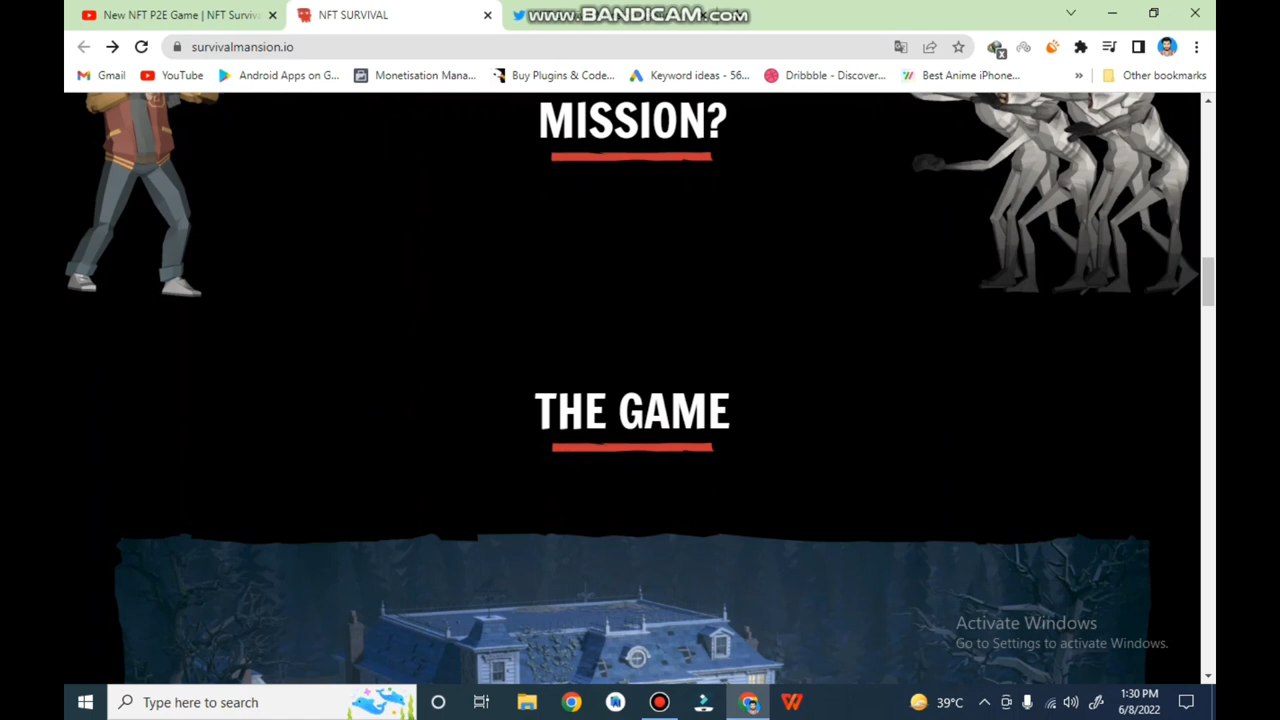 New NFT P2E Game | NFT Surviva
NFT SURVIVAL
www.BANDICAM.com
survivalmansion.io
Gmail
YouTube
Android Apps on G...
Monetisation Mana...
Buy Plugins & Code...
Keyword ideas - 56...
Dribbble - Discover...
Best Anime iPhone...
»
Other bookmarks
MISSION?
THE GAME
Activate Windows
Go to Settings to activate Windows.
Type here to search
39°C
1:30 PM
6/8/2022